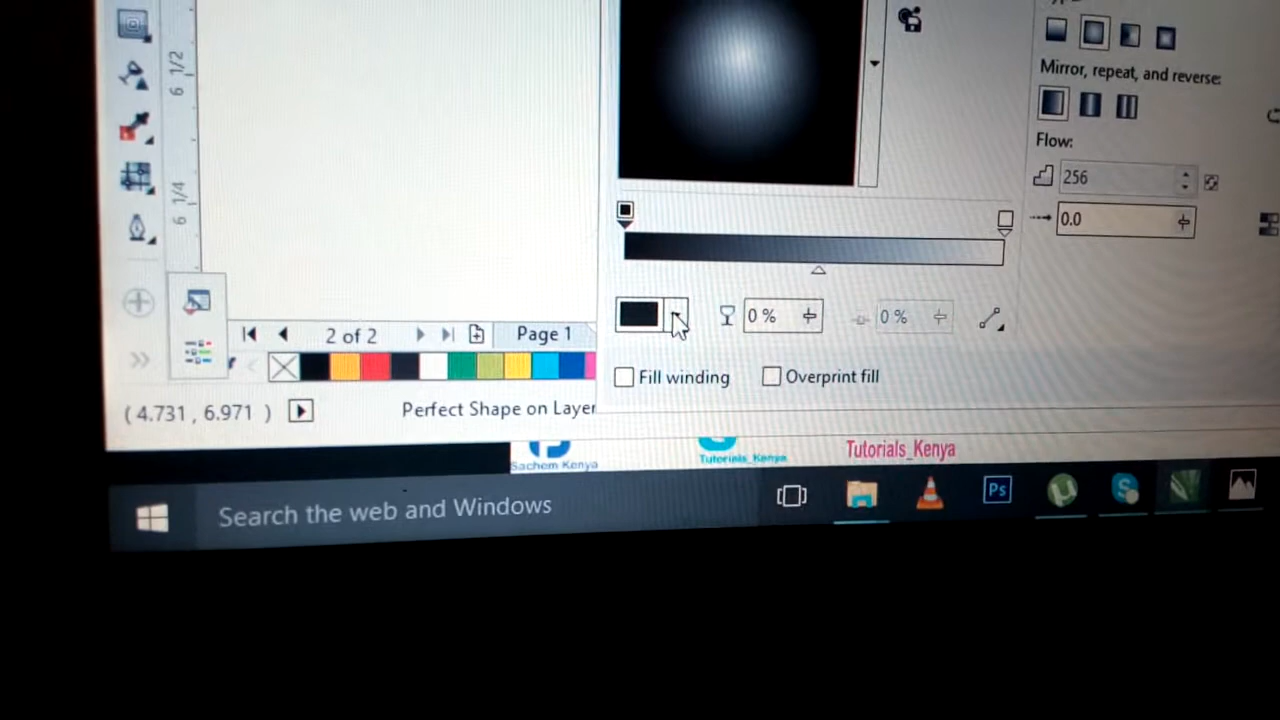 6 1/2
Mirror, repeat, and reverse:
Flow:
256
6 1/4
0.0
0 %
0 %
2 of 2
Page 1
Fill winding
Overprint fill
( 4.731 , 6.971 )
Perfect Shape on Layer
Sachem Kenya
Tutorials_Kenya
Tutorials_Kenya
Search the web and Windows
Ps
S